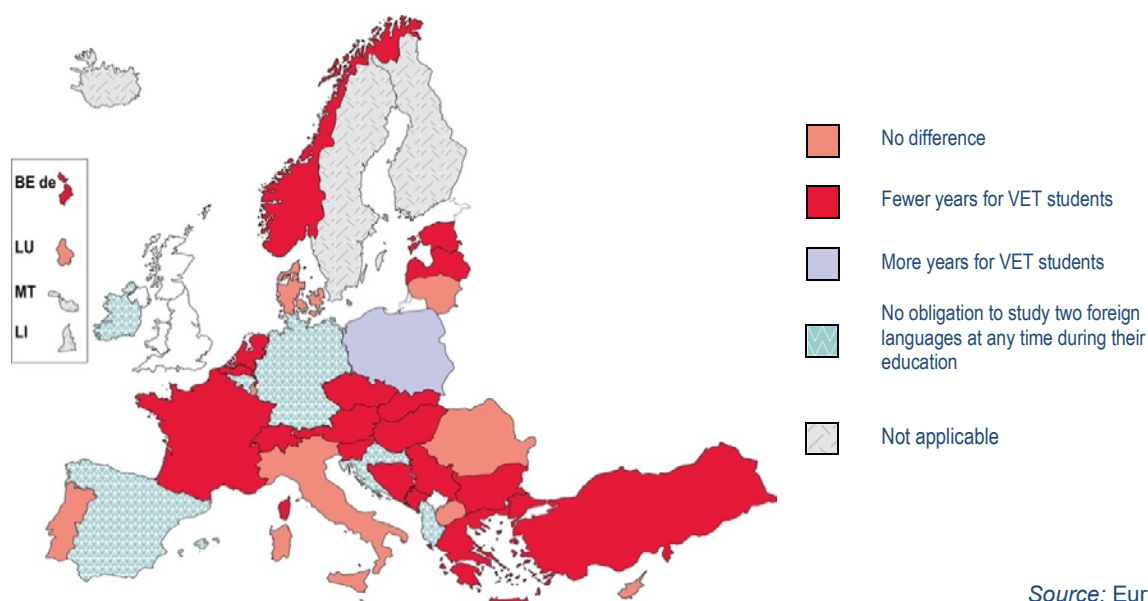 BE de
LU
MT
LI
No difference
Fewer years for VET students
More years for VET students
No obligation to study two foreign
languages at any time during their
education
Not applicable
Source: Eur